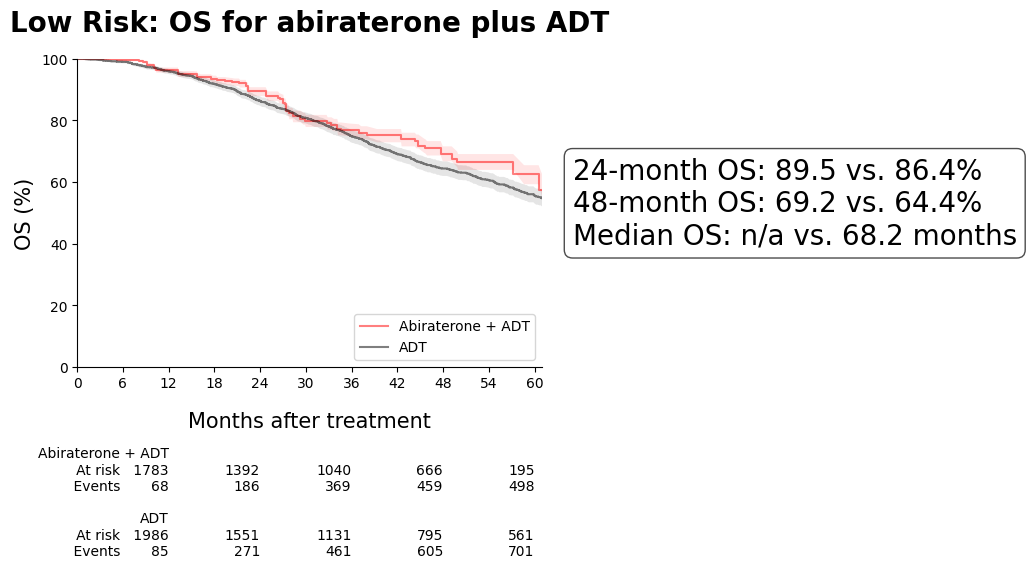 Low Risk: OS for abiraterone plus ADT
100
80
60
40
20
0
OS (%)
24-month OS: 89.5 vs. 86.4%
48-month OS: 69.2 vs. 64.4%
Median OS: n/a vs. 68.2 months
Abiraterone + ADT
ADT
0 6 12 18 24 30 36 42 48 54 60
Months after treatment
Abiraterone + ADT
At risk 1783 1392 1040 666 195
Events 68 186 369 459 498
ADT
At risk 1986 1551 1131 795 561
Events 85 271 461 605 701